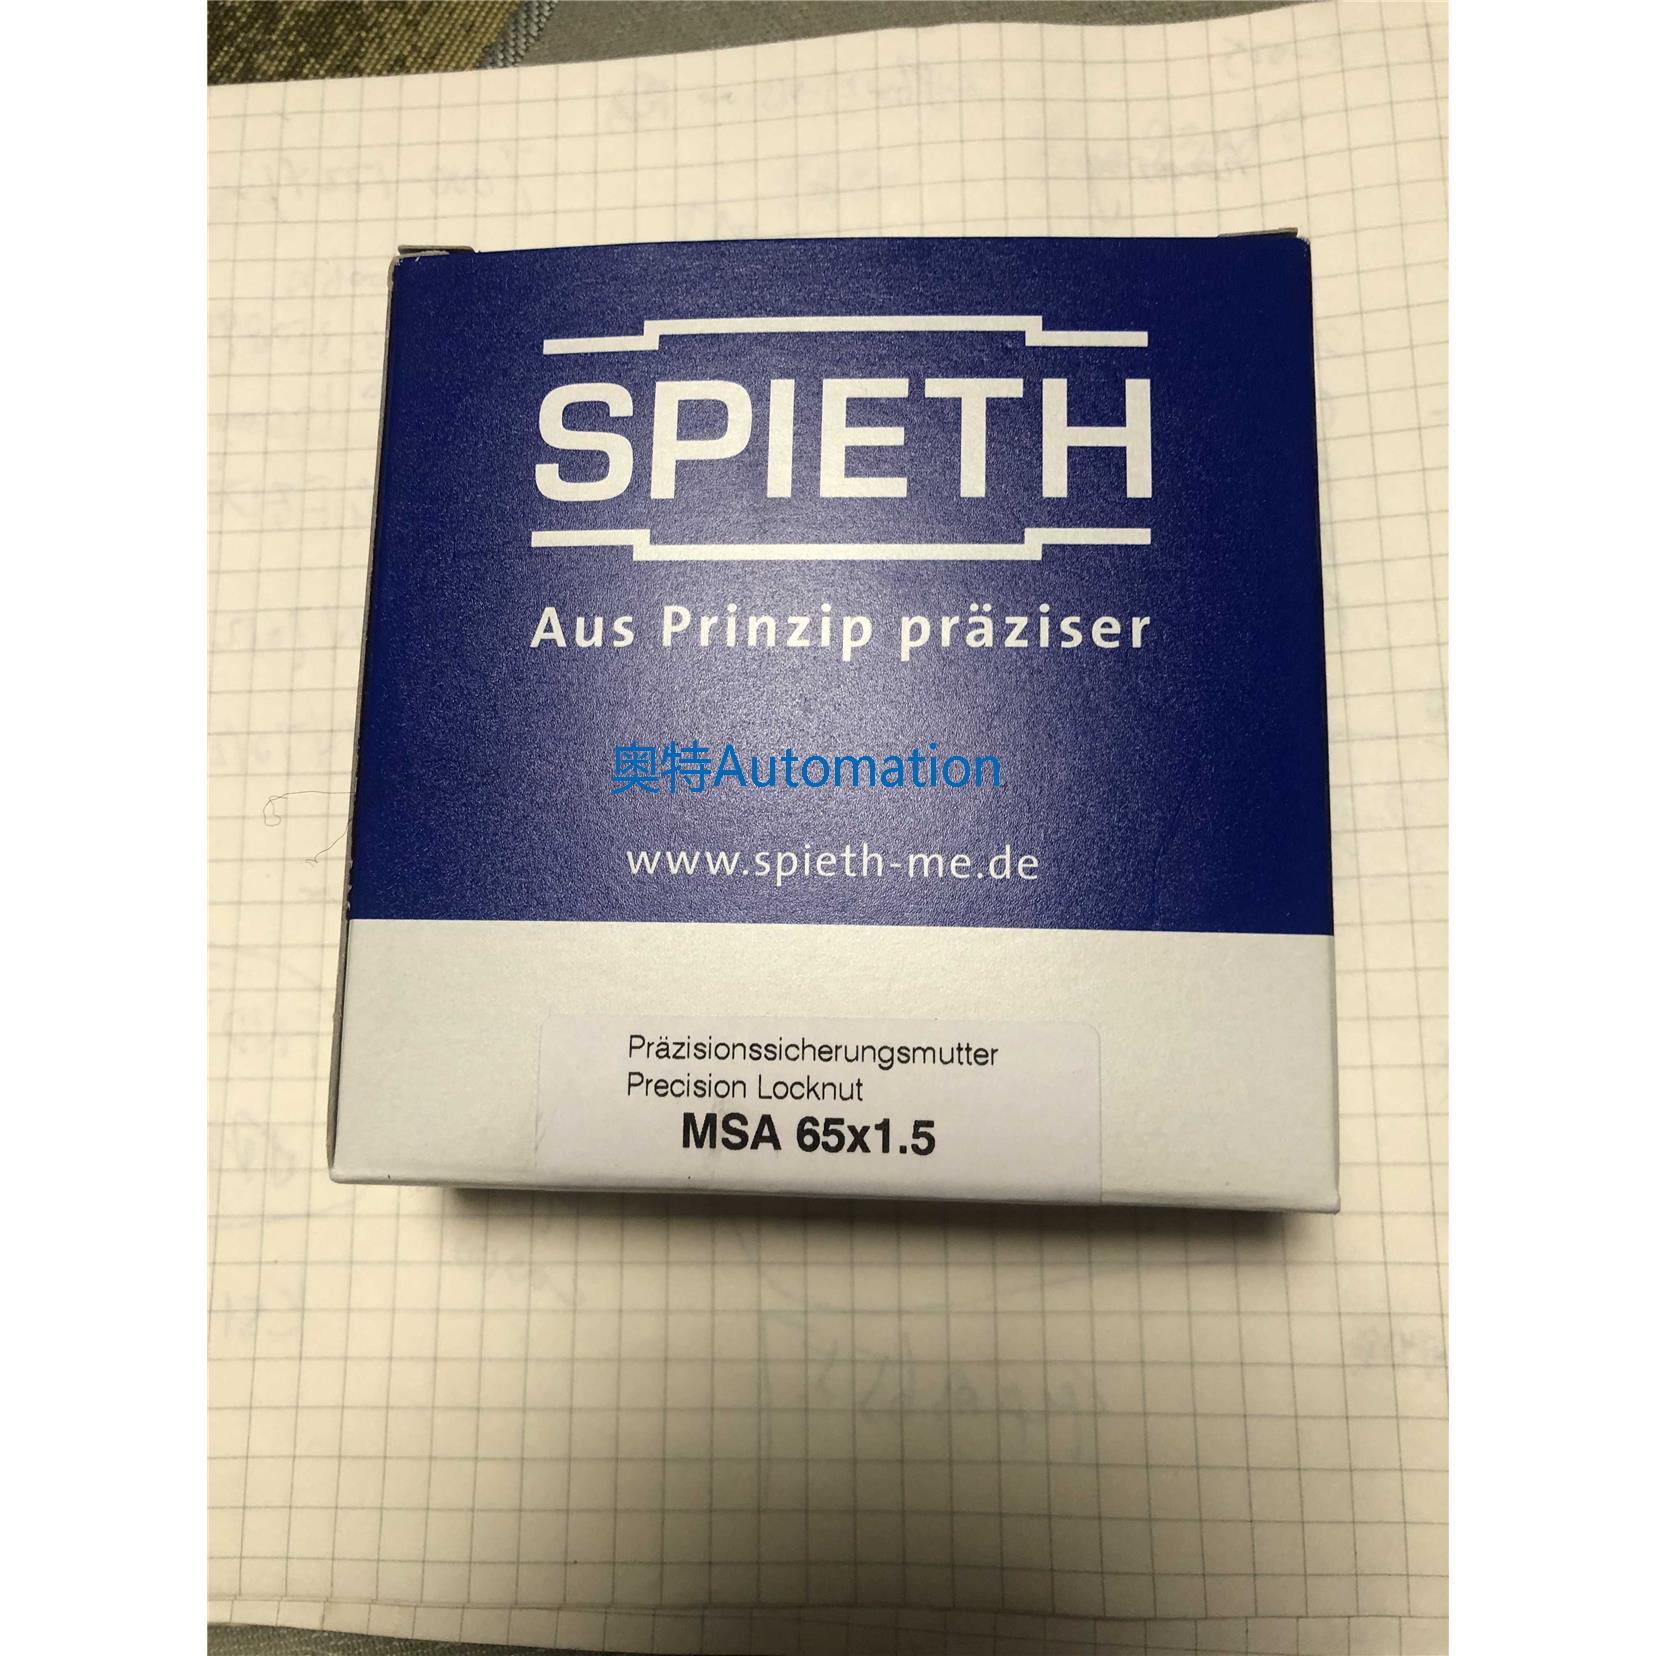 SPIETH
Aus Prinzip präziser
奥特Automation
www.spieth-me.de
Präzisionssicherungsmutter
Precision Locknut
MSA 65x1.5